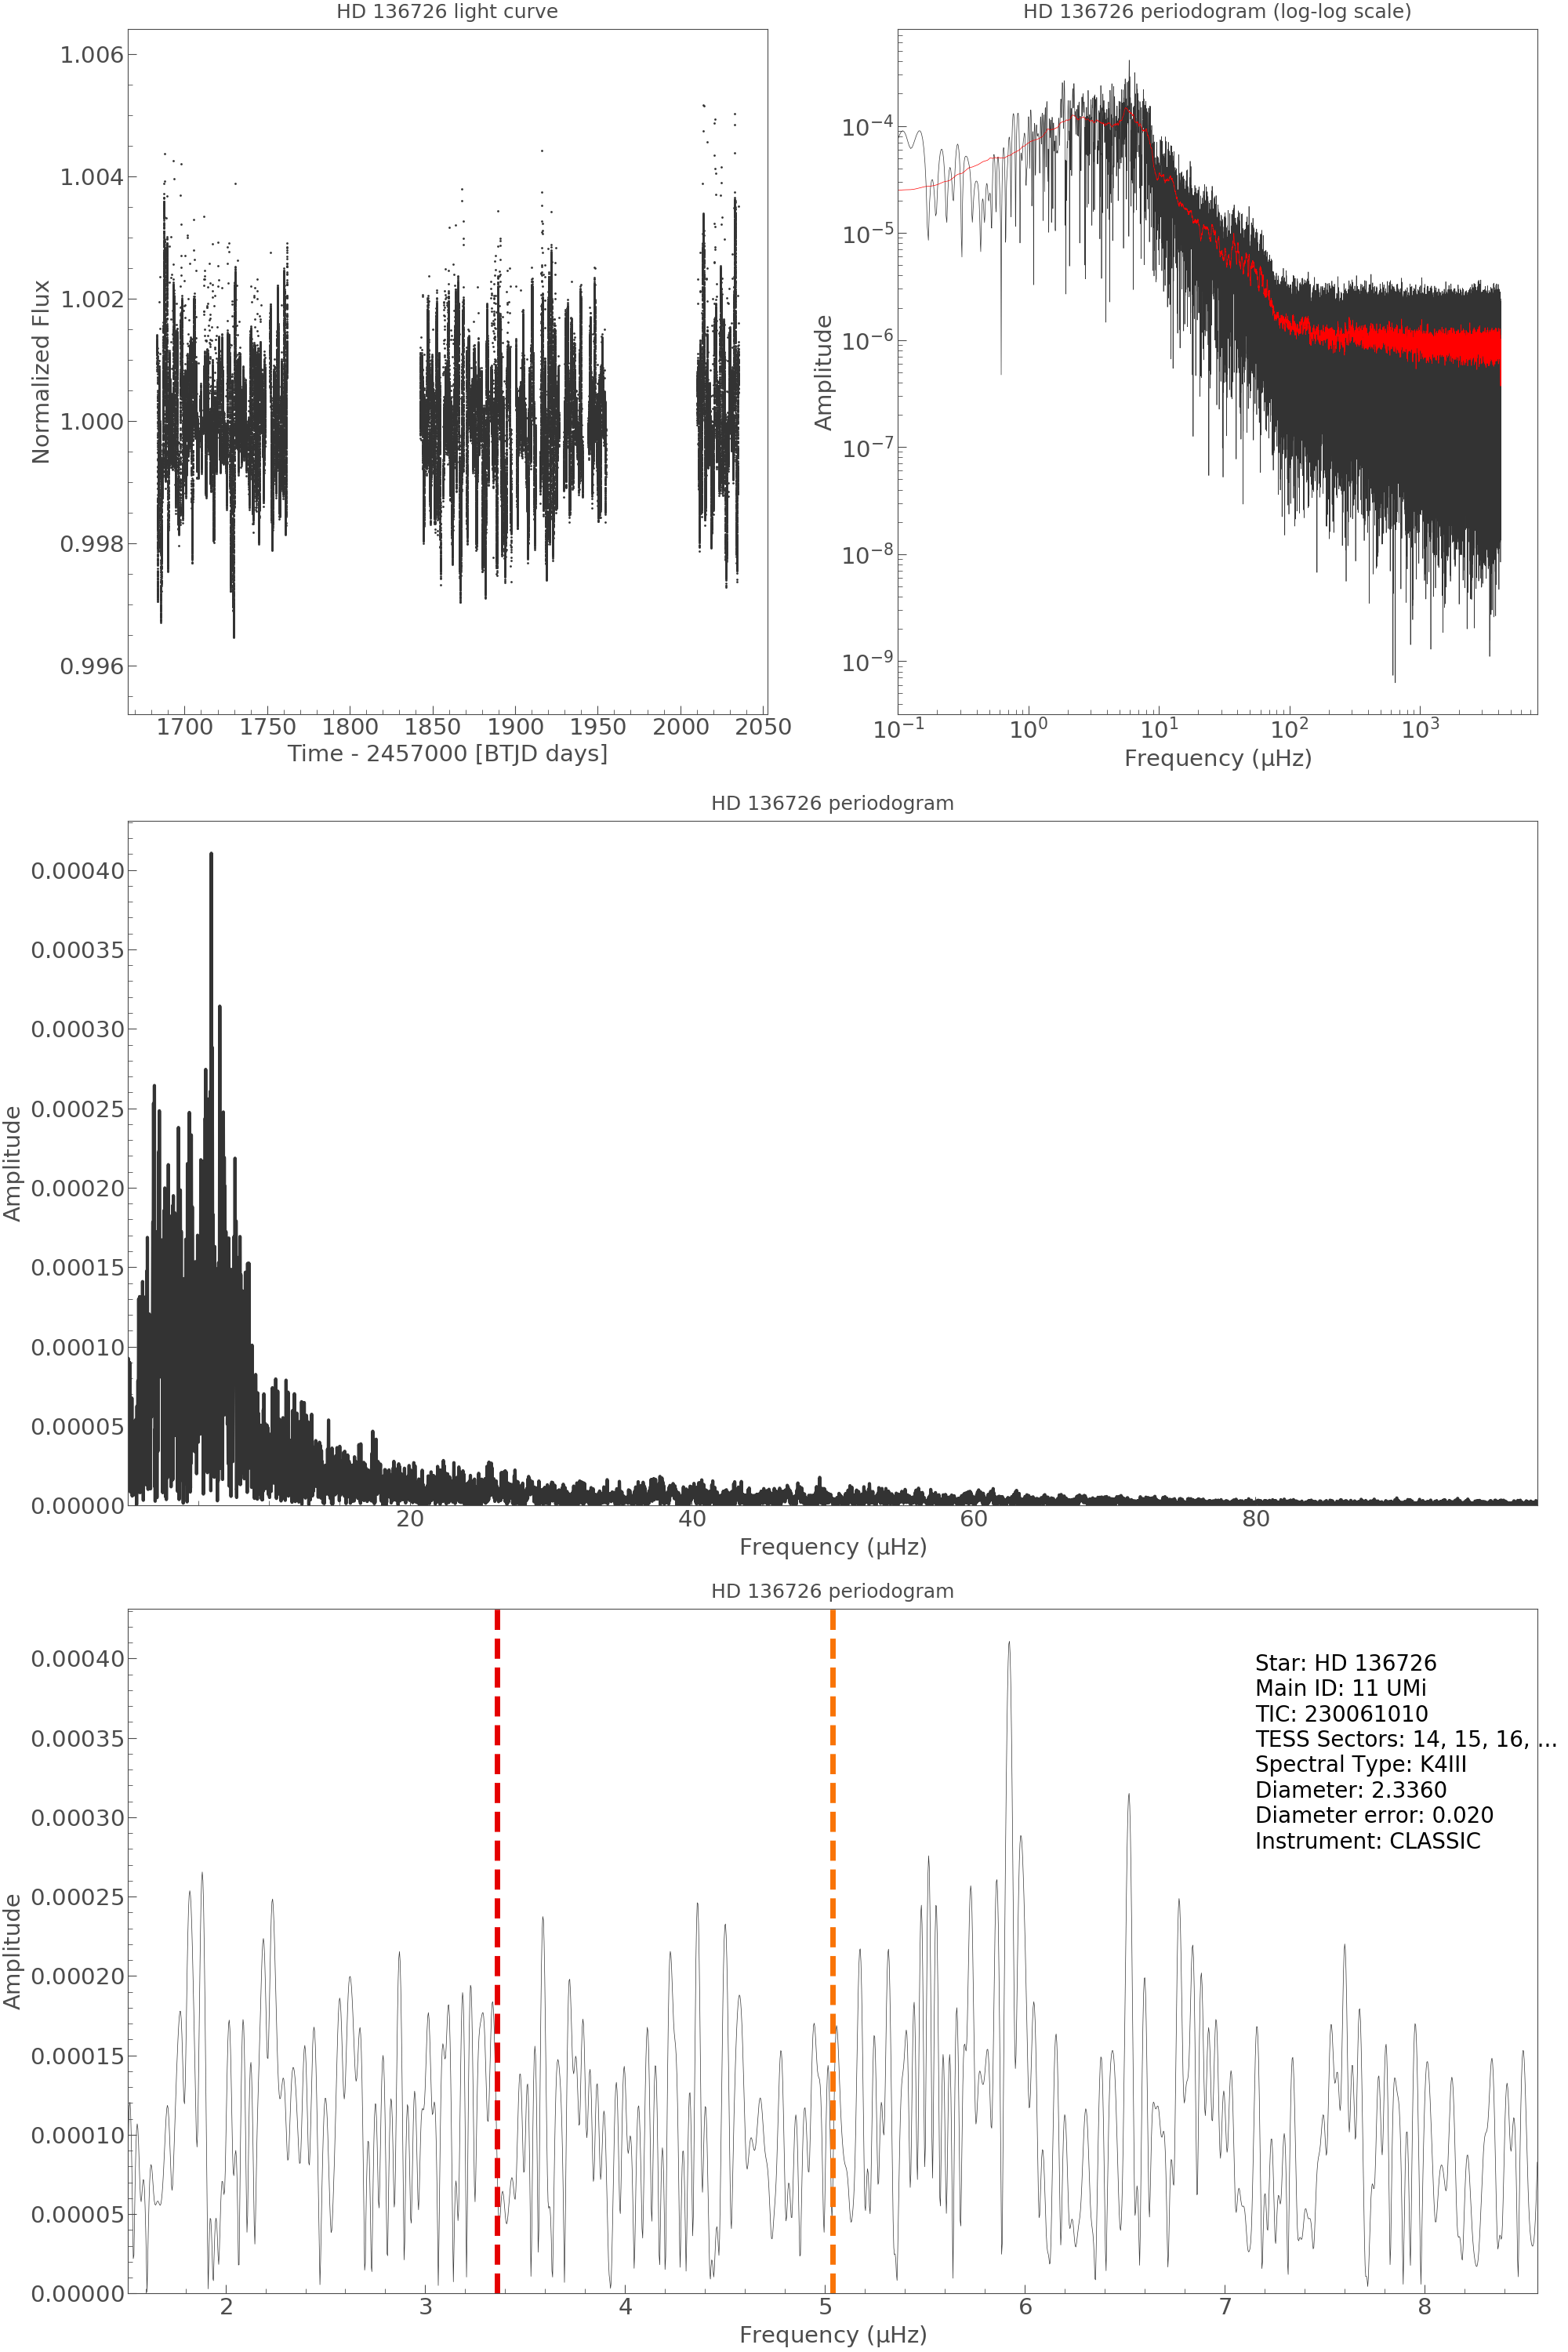 HD 136726 light curve
1.006
1.004
1.002
1.000
0.998
0.996
Normalized Flux
1700 1750 1800 1850 1900 1950 2000 2050
Time - 2457000 [BTJD days]
HD 136726 periodogram (log-log scale)
10⁻⁴
10⁻⁵
10⁻⁶
10⁻⁷
10⁻⁸
10⁻⁹
Amplitude
10⁻¹ 10⁰ 10¹ 10² 10³
Frequency (μHz)
HD 136726 periodogram
0.00040
0.00035
0.00030
0.00025
0.00020
0.00015
0.00010
0.00005
0.00000
Amplitude
20 40 60 80
Frequency (μHz)
HD 136726 periodogram
0.00040
0.00035
0.00030
0.00025
0.00020
0.00015
0.00010
0.00005
0.00000
Amplitude
Star: HD 136726
Main ID: 11 UMi
TIC: 230061010
TESS Sectors: 14, 15, 16, ...
Spectral Type: K4III
Diameter: 2.3360
Diameter error: 0.020
Instrument: CLASSIC
2 3 4 5 6 7 8
Frequency (μHz)